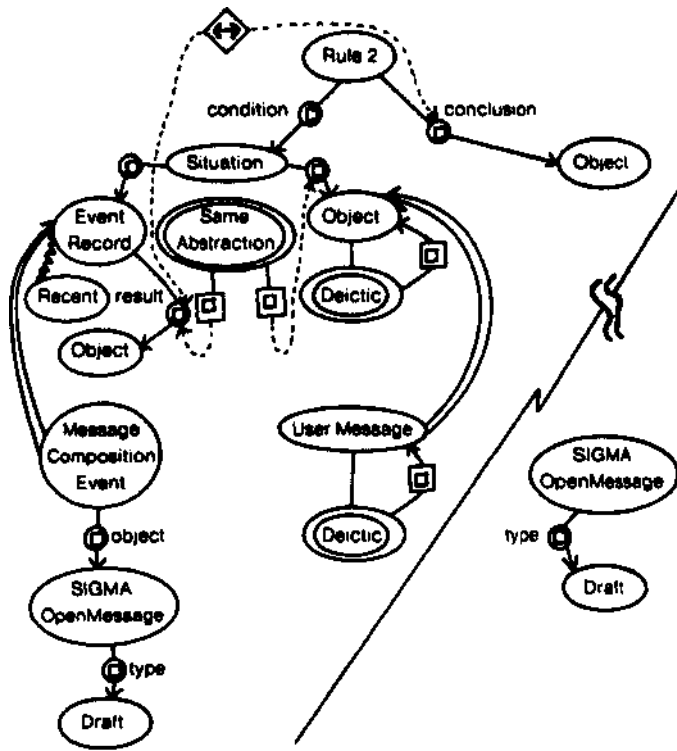 Rule 2
condition
conclusion
Situation
Object
Event
Record
Same
Abstraction
Object
Recent
result
Deictic
Object
Message
Composition
Event
User Message
SIGMA
OpenMessage
object
Deictic
type
SIGMA
OpenMessage
Draft
type
Draft